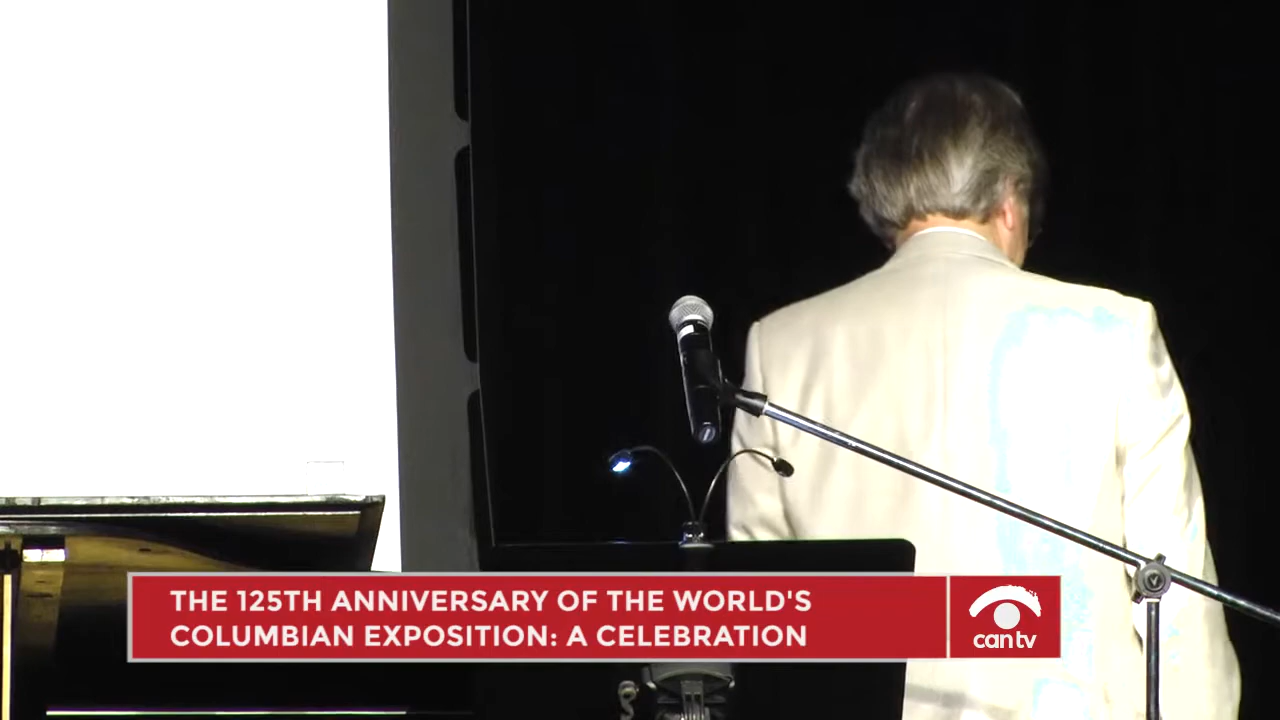 THE 125TH ANNIVERSARY OF THE WORLD'S
COLUMBIAN EXPOSITION: A CELEBRATION
cantv